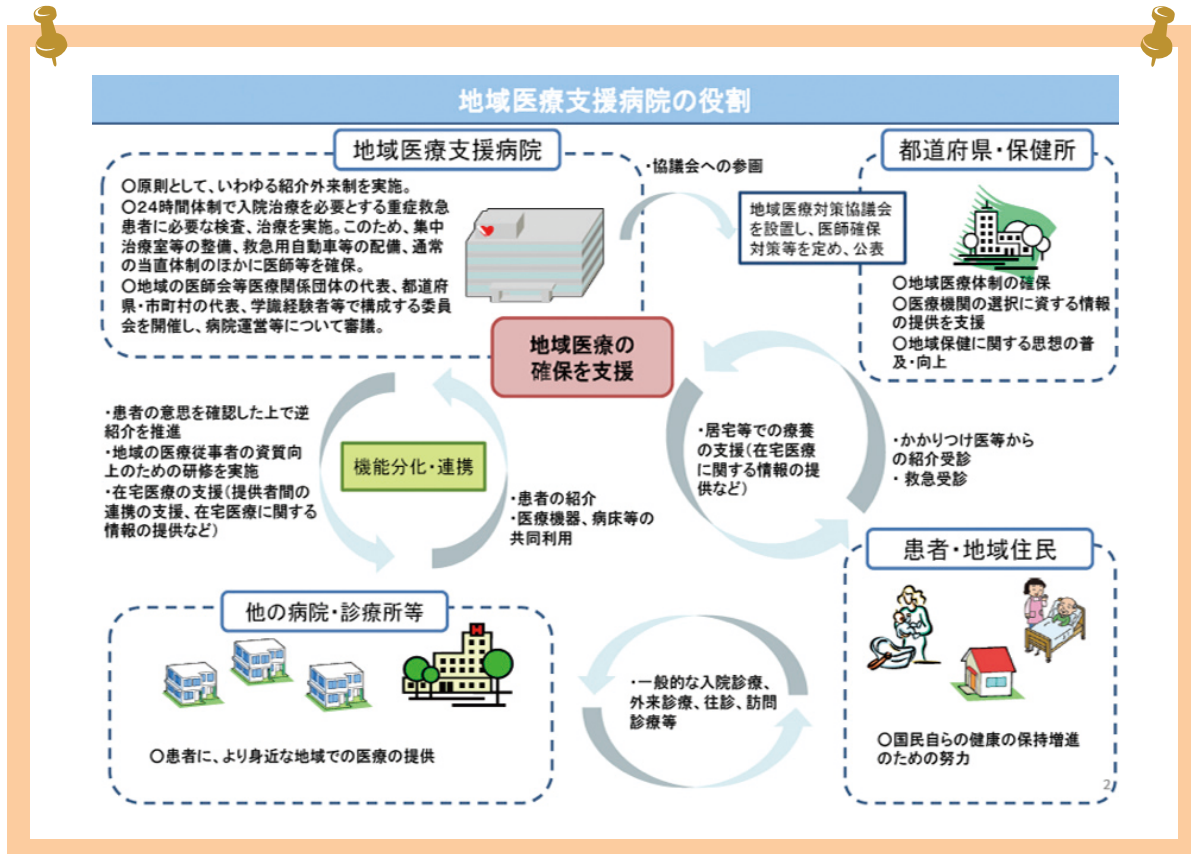 地域医療支援病院の役割
地域医療支援病院
○原則として、いわゆる紹介外来制を実施。
○24時間体制で入院治療を必要とする重症救急
患者に必要な検査、治療を実施。このため、集中
治療室等の整備、救急用自動車等の配備、通常
の当直体制のほかに医師等を確保。
○地域の医師会等医療関係団体の代表、都道府
県・市町村の代表、学識経験者等で構成する委員
会を開催し、病院運営等について審議。
・協議会への参画
都道府県・保健所
地域医療対策協議会
を設置し、医師確保
対策等を定め、公表
○地域医療体制の確保
○医療機関の選択に資する情報
の提供を支援
○地域保健に関する思想の普
及・向上
地域医療の
確保を支援
・患者の意思を確認した上で逆
紹介を推進
・地域の医療従事者の資質向
上のための研修を実施
・在宅医療の支援(提供者間の
連携の支援、在宅医療に関する
情報の提供など)
機能分化・連携
・患者の紹介
・医療機器、病床等の
共同利用
・居宅等での療養
の支援(在宅医療
に関する情報の提
供など)
・かかりつけ医等から
の紹介受診
・救急受診
他の病院・診療所等
H
○患者に、より身近な地域での医療の提供
・一般的な入院診療、
外来診療、往診、訪問
診療等
患者・地域住民
○国民自らの健康の保持増進
のための努力
2